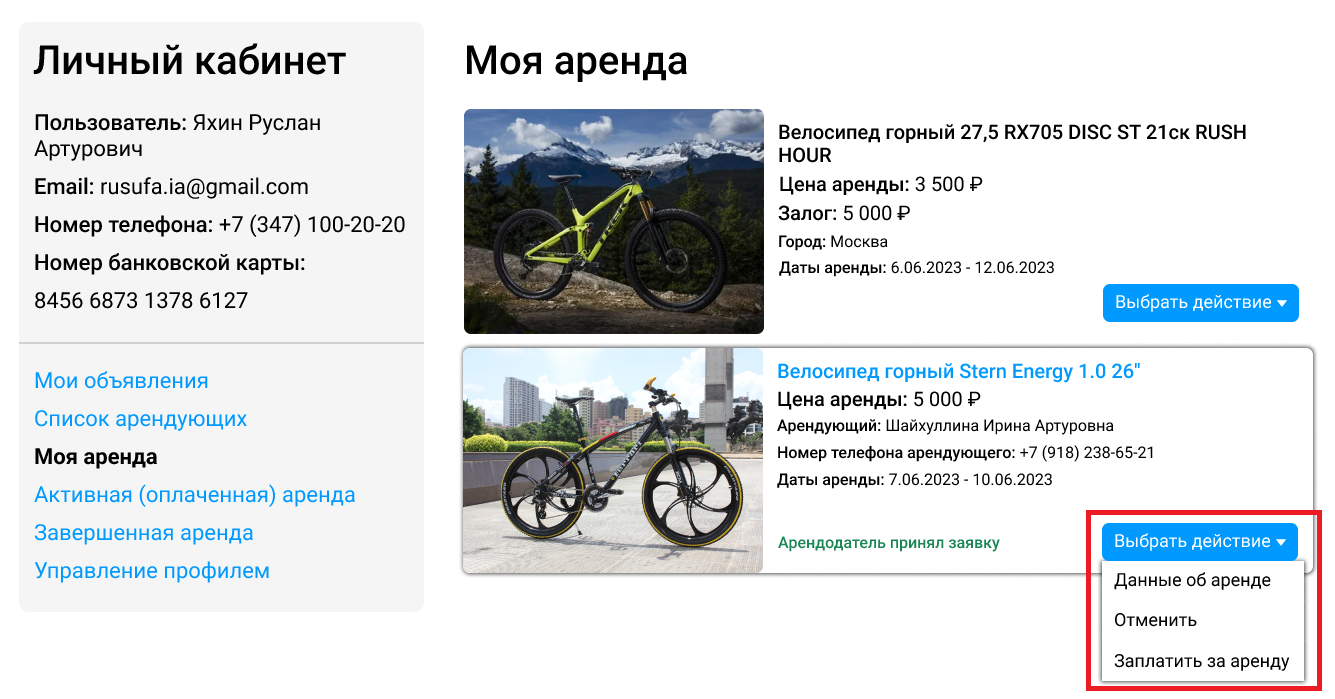 Личный кабинет
Пользователь: Яхин Руслан
Артурович
Email: rusufa.ia@gmail.com
Номер телефона: +7 (347) 100-20-20
Номер банковской карты:
8456 6873 1378 6127
Мои объявления
Список арендующих
Моя аренда
Активная (оплаченная) аренда
Завершенная аренда
Управление профилем
Моя аренда
TREK
Велосипед горный 27,5 RX705 DISC ST 21ск RUSH
HOUR
Цена аренды: 3 500 ₽
Залог: 5 000 ₽
Город: Москва
Даты аренды: 6.06.2023 - 12.06.2023
Выбрать действие
Велосипед горный Stern Energy 1.0 26"
Цена аренды: 5 000 ₽
Арендующий: Шайхуллина Ирина Артуровна
Номер телефона арендующего: +7 (918) 238-65-21
Даты аренды: 7.06.2023 - 10.06.2023
Арендодатель принял заявку
Выбрать действие
Данные об аренде
Отменить
Заплатить за аренду